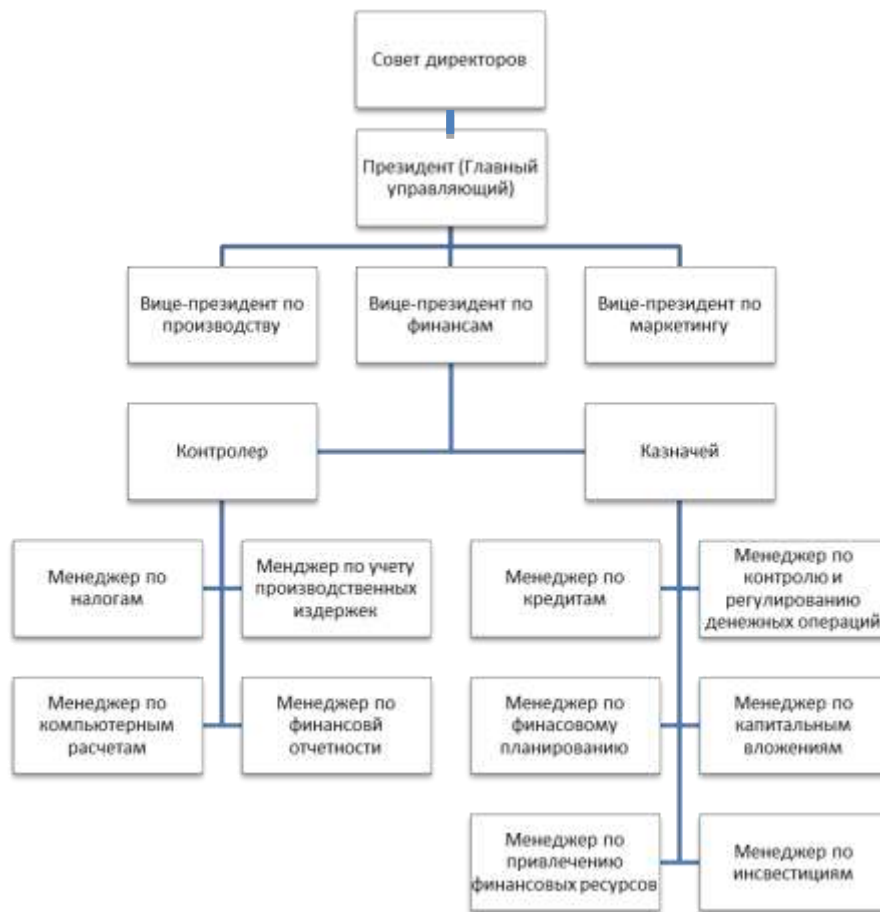 Совет директоров
Президент (Главный
управляющий)
Вице-президент по
производству
Вице-президент по
финансам
Вице-президент по
маркетингу
Контролер
Казначей
Менеджер по
налогам
Менджер по учету
производственных
издержек
Менеджер по
кредитам
Менеджер по
контролю и
регулированию
денежных операций
Менеджер по
компьютерным
расчетам
Менеджер по
финансовй
отчетности
Менеджер по
финасовому
планированию
Менеджер по
капитальным
вложениям
Менеджер по
привлечению
финансовых ресурсов
Менеджер по
инсвестициям